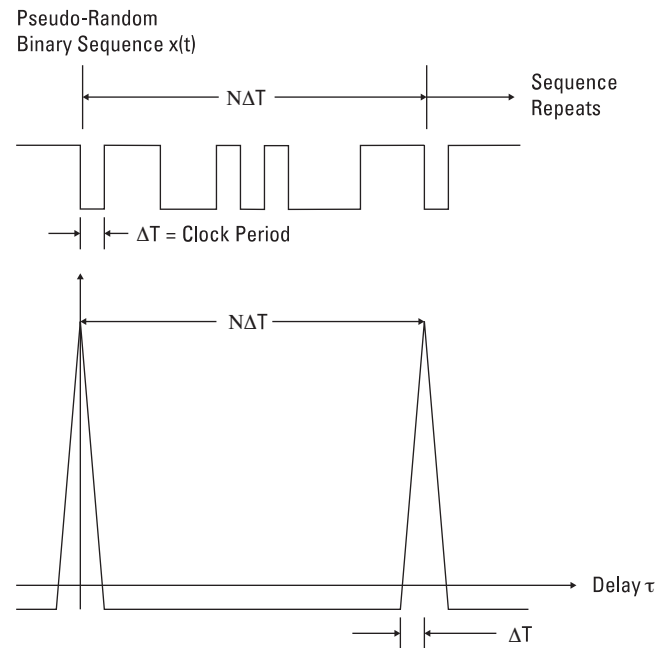 Pseudo-Random
Binary Sequence x(t)
NΔT
Sequence
Repeats
ΔT = Clock Period
NΔT
Delay τ
ΔT